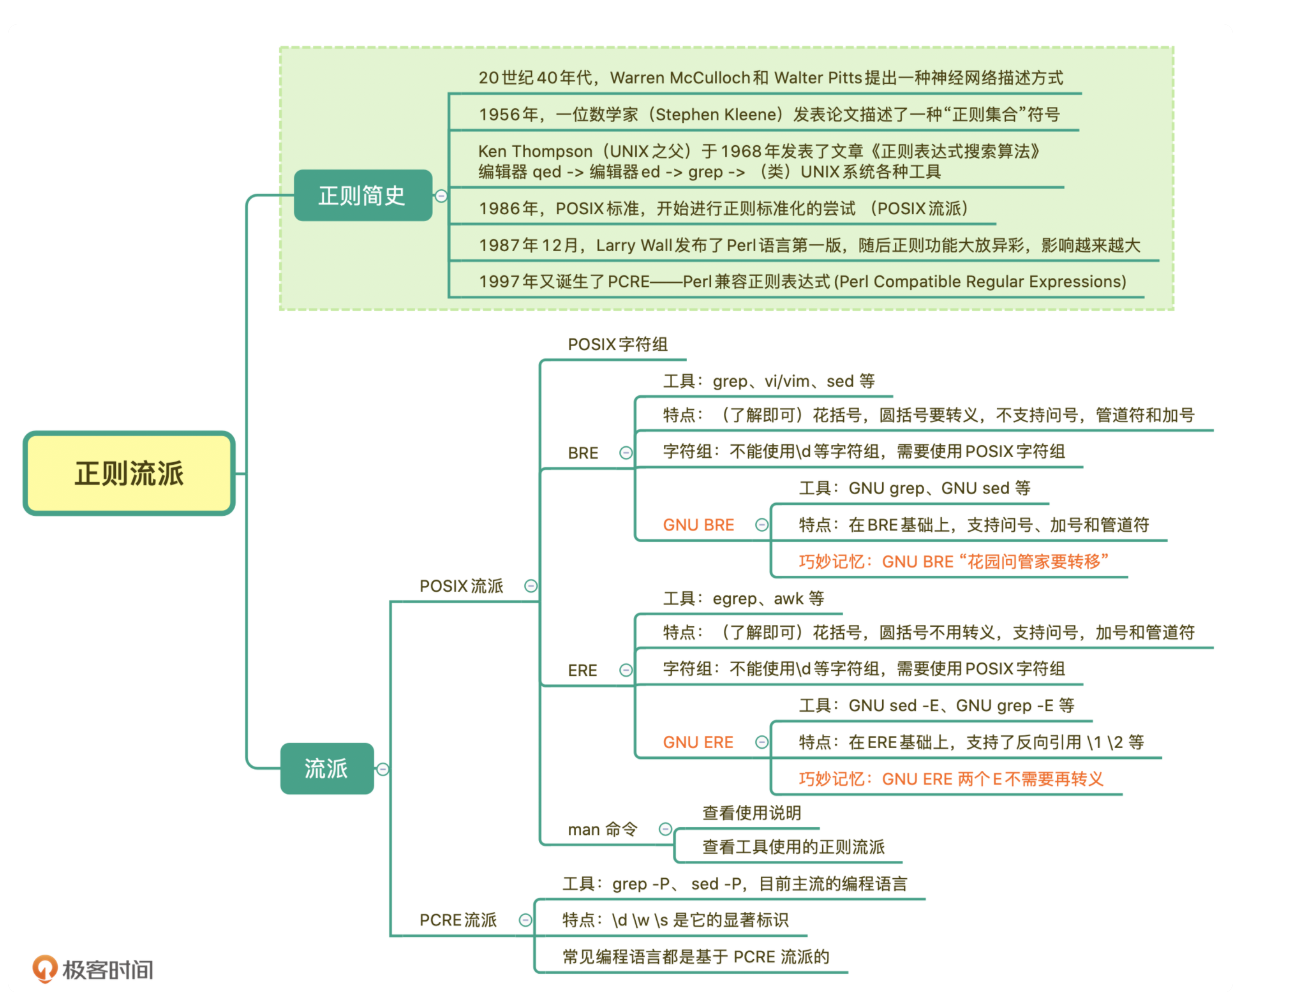 正则流派
正则简史
20世纪40年代，Warren McCulloch和 Walter Pitts提出一种神经网络描述方式
1956年，一位数学家（Stephen Kleene）发表论文描述了一种“正则集合”符号
Ken Thompson（UNIX之父）于1968年发表了文章《正则表达式搜索算法》
编辑器 qed -> 编辑器ed -> grep -> （类）UNIX系统各种工具
1986年，POSIX标准，开始进行正则标准化的尝试 （POSIX流派）
1987年12月，Larry Wall发布了Perl语言第一版，随后正则功能大放异彩，影响越来越大
1997年又诞生了PCRE——Perl兼容正则表达式(Perl Compatible Regular Expressions)
流派
POSIX流派
POSIX字符组
BRE
工具：grep、vi/vim、sed 等
特点：（了解即可）花括号，圆括号要转义，不支持问号，管道符和加号
字符组：不能使用\d等字符组，需要使用POSIX字符组
GNU BRE
工具：GNU grep、GNU sed 等
特点：在BRE基础上，支持问号、加号和管道符
巧妙记忆：GNU BRE “花园问管家要转移”
ERE
工具：egrep、awk 等
特点：（了解即可）花括号，圆括号不用转义，支持问号，加号和管道符
字符组：不能使用\d等字符组，需要使用POSIX字符组
GNU ERE
工具：GNU sed -E、GNU grep -E 等
特点：在ERE基础上，支持了反向引用 \1 \2 等
巧妙记忆：GNU ERE 两个E不需要再转义
man 命令
查看使用说明
查看工具使用的正则流派
PCRE流派
工具：grep -P、 sed -P，目前主流的编程语言
特点：\d \w \s 是它的显著标识
常见编程语言都是基于 PCRE 流派的
极客时间